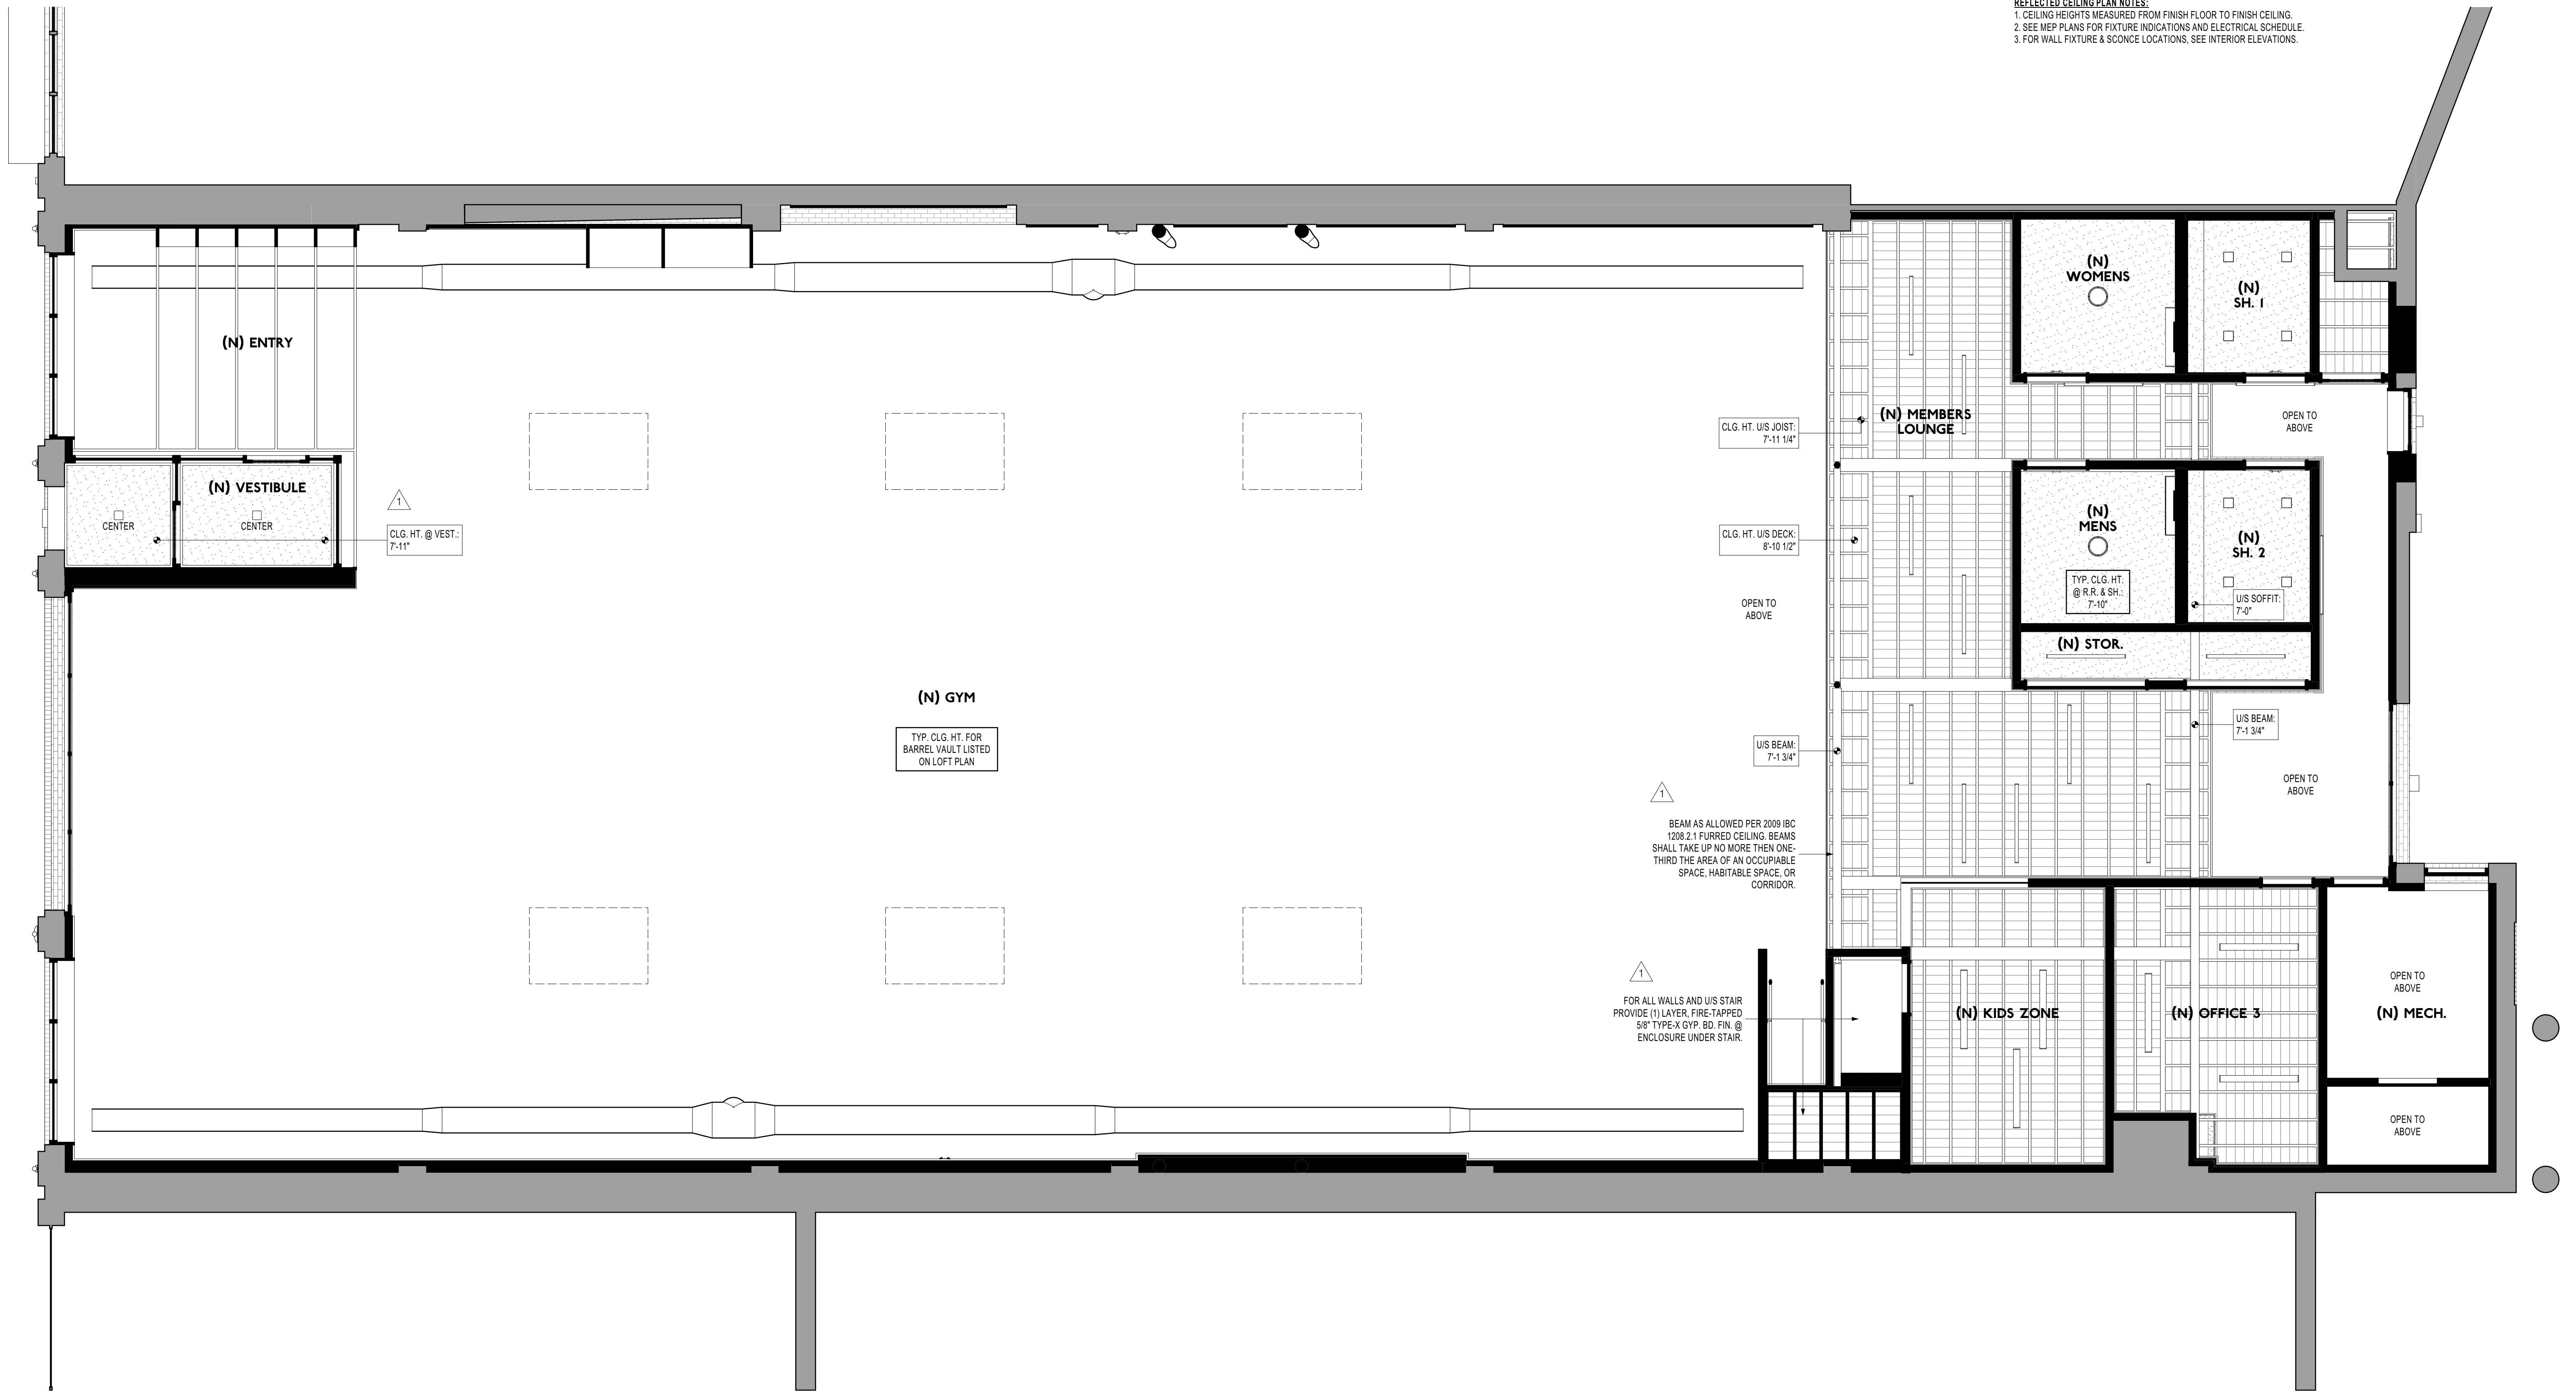 REFLECTED CEILING PLAN NOTES:
1. CEILING HEIGHTS MEASURED FROM FINISH FLOOR TO FINISH CEILING.
2. SEE MEP PLANS FOR FIXTURE INDICATIONS AND ELECTRICAL SCHEDULE.
3. FOR WALL FIXTURE & SCONCE LOCATIONS, SEE INTERIOR ELEVATIONS.
(N) ENTRY
(N) VESTIBULE
CENTER
CENTER
1
CLG. HT. @ VEST.:
7'-11"
(N) GYM
TYP. CLG. HT. FOR
BARREL VAULT LISTED
ON LOFT PLAN
CLG. HT. U/S JOIST:
7'-11 1/4"
CLG. HT. U/S DECK:
8'-10 1/2"
OPEN TO
ABOVE
U/S BEAM:
7'-1 3/4"
1
BEAM AS ALLOWED PER 2009 IBC
1208.2.1 FURRED CEILING. BEAMS
SHALL TAKE UP NO MORE THEN ONE-
THIRD THE AREA OF AN OCCUPIABLE
SPACE, HABITABLE SPACE, OR
CORRIDOR.
1
FOR ALL WALLS AND U/S STAIR
PROVIDE (1) LAYER, FIRE-TAPPED
5/8" TYPE-X GYP. BD. FIN. @
ENCLOSURE UNDER STAIR.
(N) MEMBERS
LOUNGE
(N)
WOMENS
(N)
SH. 1
OPEN TO
ABOVE
(N)
MENS
TYP. CLG. HT.
@ R.R. & SH.:
7'-10"
(N)
SH. 2
U/S SOFFIT:
7'-0"
(N) STOR.
U/S BEAM:
7'-1 3/4"
OPEN TO
ABOVE
(N) KIDS ZONE
(N) OFFICE 3
OPEN TO
ABOVE
(N) MECH.
OPEN TO
ABOVE